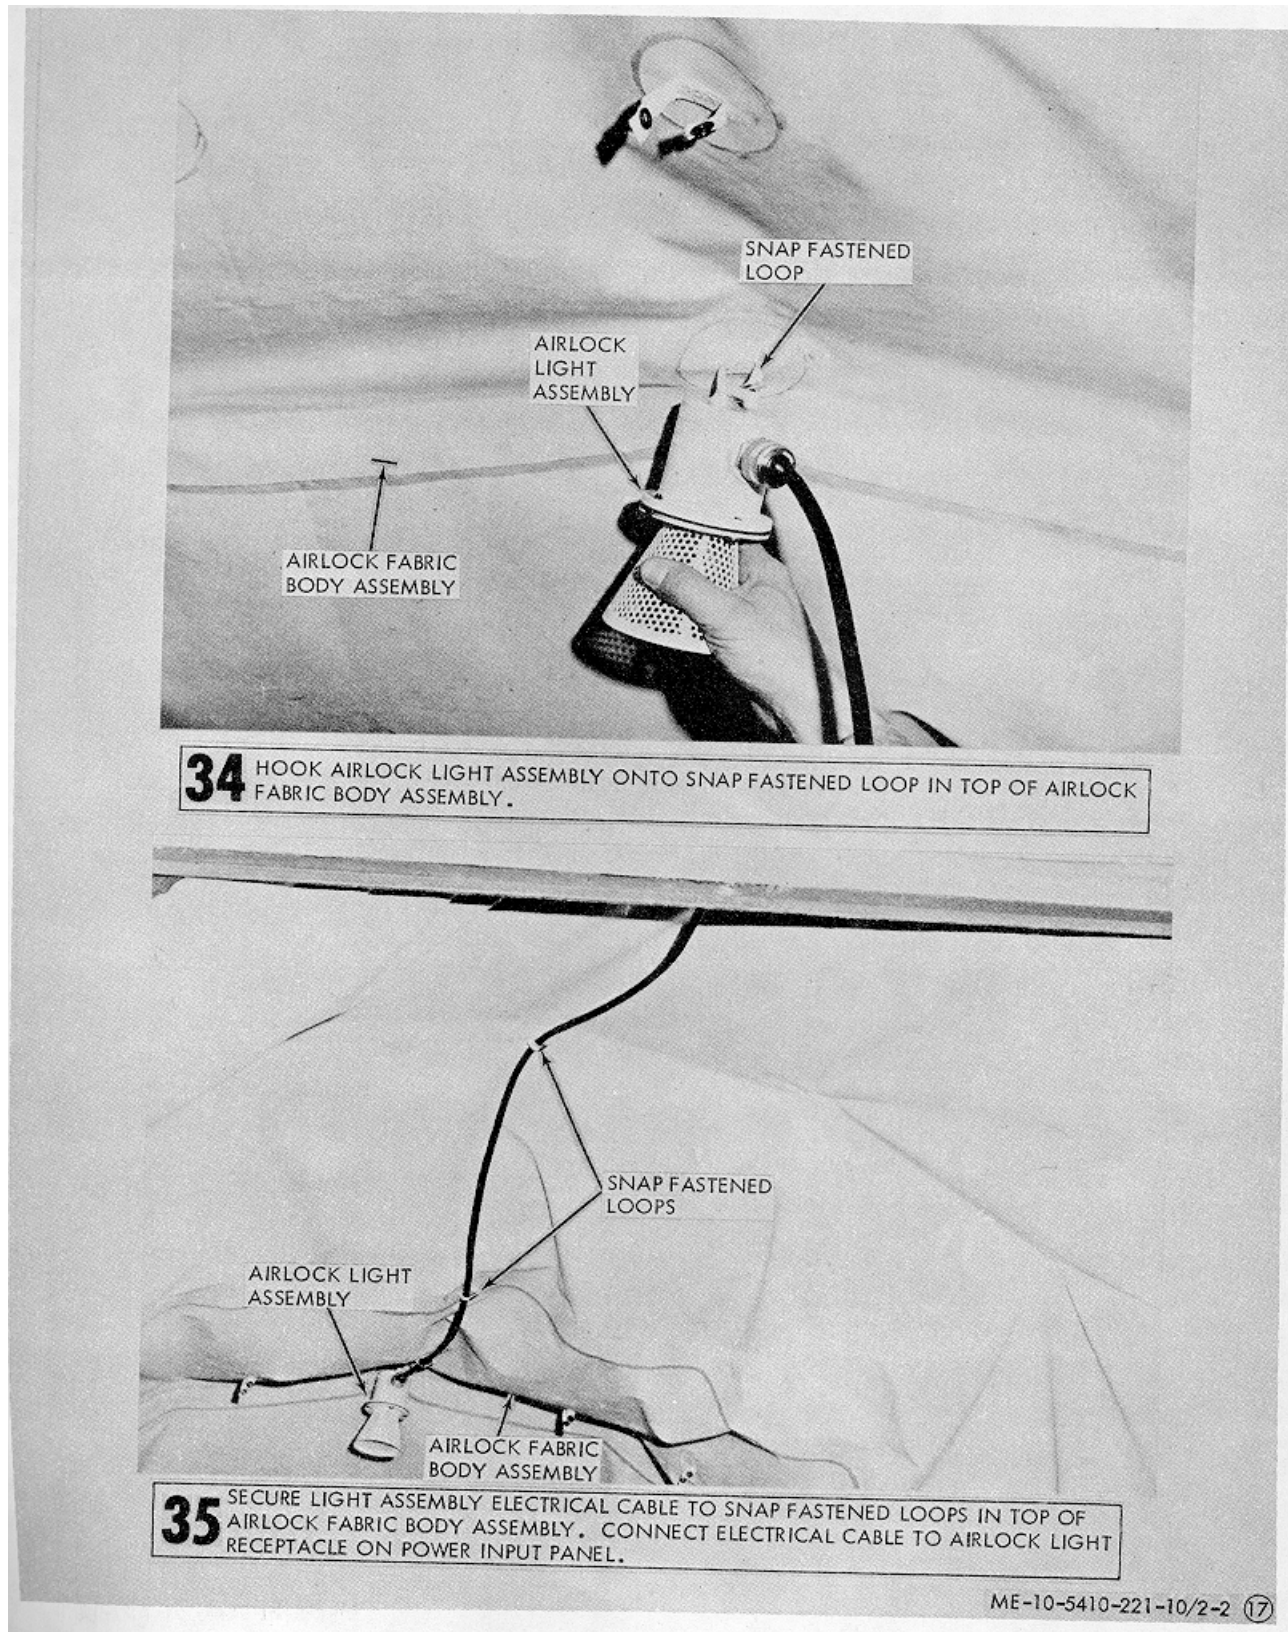 SNAP FASTENED
LOOP
AIRLOCK
LIGHT
ASSEMBLY
AIRLOCK FABRIC
BODY ASSEMBLY
34 HOOK AIRLOCK LIGHT ASSEMBLY ONTO SNAP FASTENED LOOP IN TOP OF AIRLOCK
FABRIC BODY ASSEMBLY.
SNAP FASTENED
LOOPS
AIRLOCK LIGHT
ASSEMBLY
AIRLOCK FABRIC
BODY ASSEMBLY
35 SECURE LIGHT ASSEMBLY ELECTRICAL CABLE TO SNAP FASTENED LOOPS IN TOP OF
AIRLOCK FABRIC BODY ASSEMBLY. CONNECT ELECTRICAL CABLE TO AIRLOCK LIGHT
RECEPTACLE ON POWER INPUT PANEL.
ME-10-5410-221-10/2-2 17